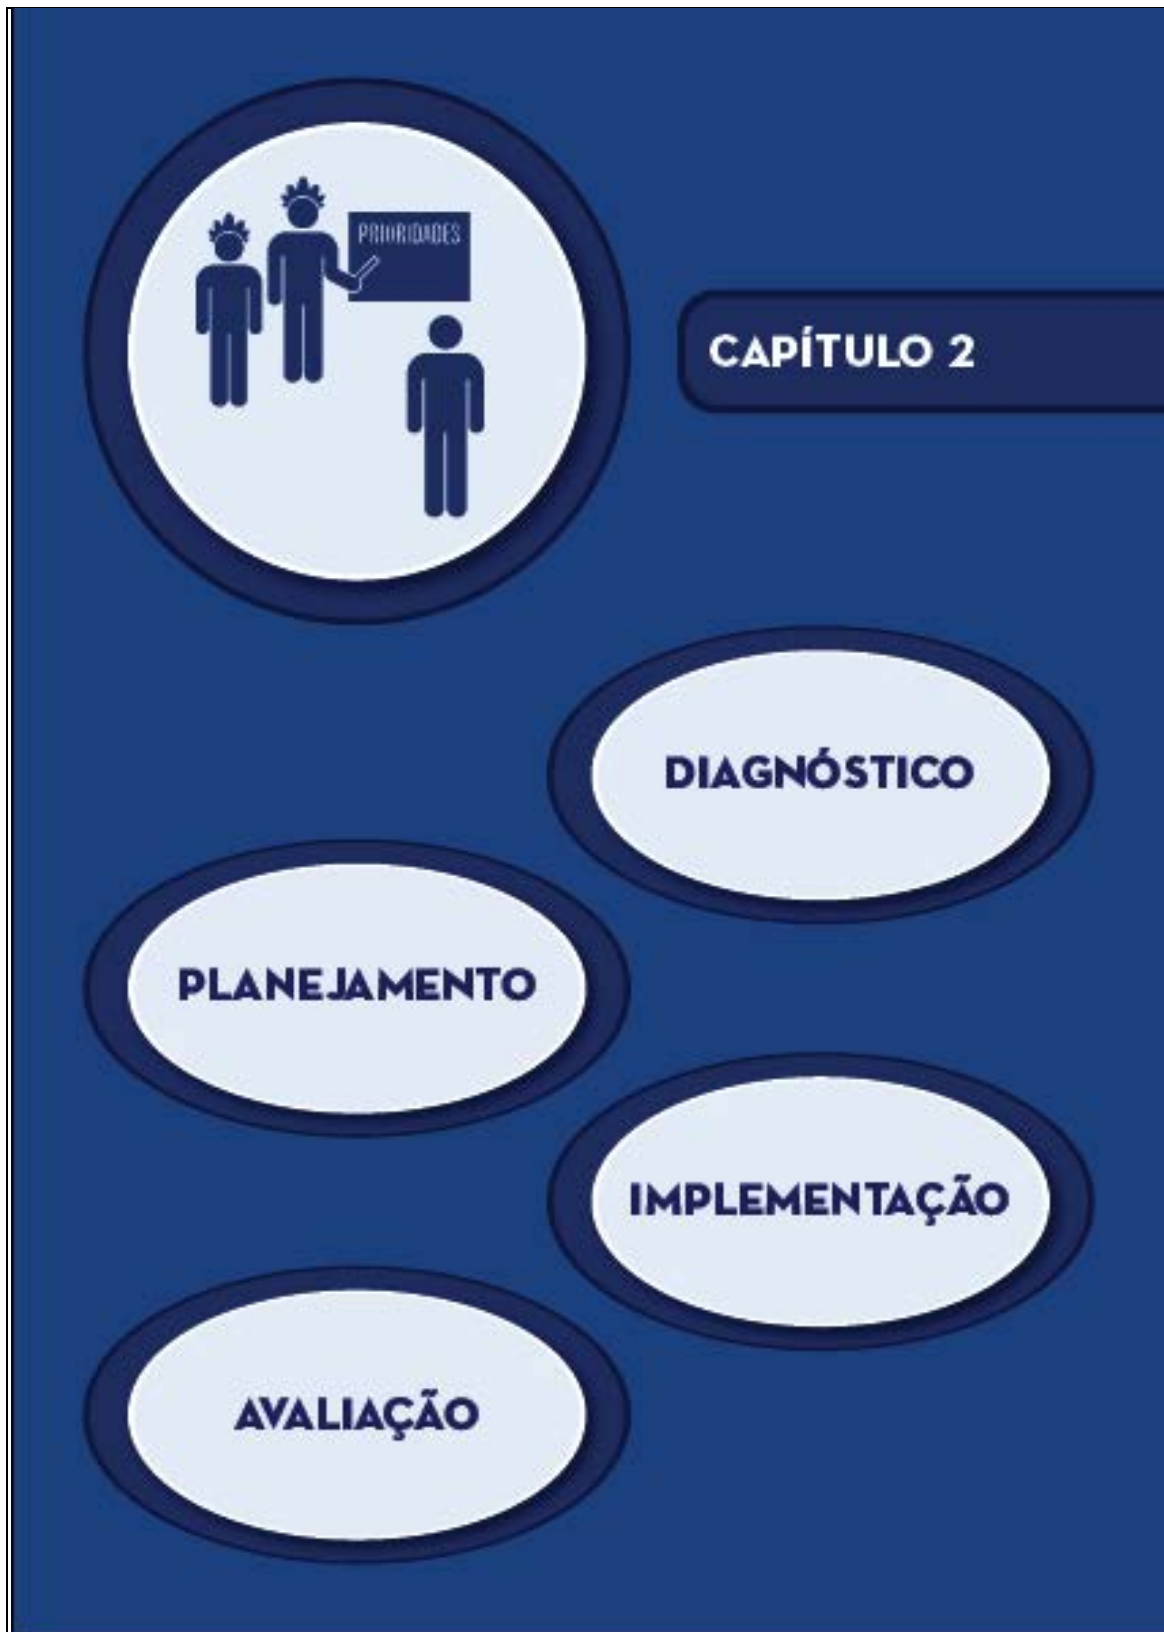 PRIORIDADES
CAPÍTULO 2
DIAGNÓSTICO
PLANEJAMENTO
IMPLEMENTAÇÃO
AVALIAÇÃO